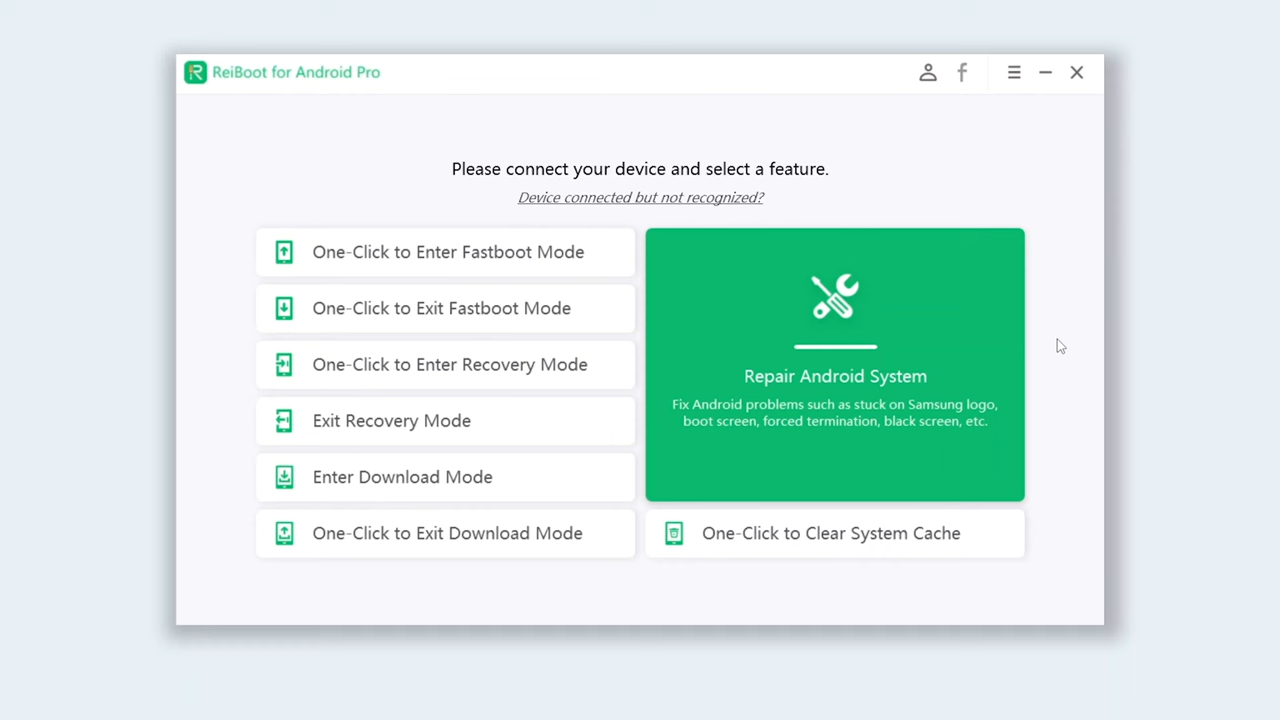 ReiBoot for Android Pro
Please connect your device and select a feature.
Device connected but not recognized?
One-Click to Enter Fastboot Mode
One-Click to Exit Fastboot Mode
One-Click to Enter Recovery Mode
Exit Recovery Mode
Enter Download Mode
One-Click to Exit Download Mode
Repair Android System
Fix Android problems such as stuck on Samsung logo,
boot screen, forced termination, black screen, etc.
One-Click to Clear System Cache